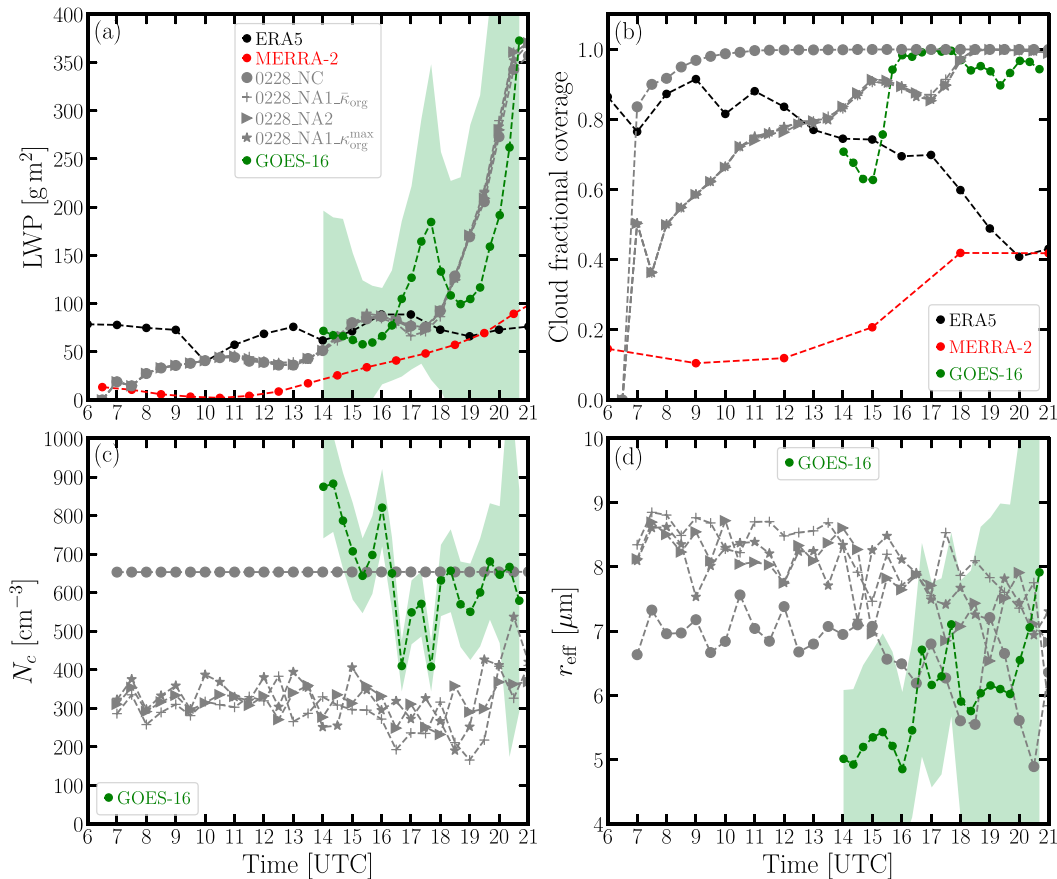 (a)
LWP [g m²]
400
350
300
250
200
150
100
50
0
ERA5
MERRA-2
0228_NC
0228_NA1_κ̄org
0228_NA2
0228_NA1_κorg^max
GOES-16
6 7 8 9 10 11 12 13 14 15 16 17 18 19 20 21
(b)
Cloud fractional coverage
1.0
0.8
0.6
0.4
0.2
0.0
ERA5
MERRA-2
GOES-16
6 7 8 9 10 11 12 13 14 15 16 17 18 19 20 21
(c)
Nc [cm⁻³]
1000
900
800
700
600
500
400
300
200
100
0
GOES-16
6 7 8 9 10 11 12 13 14 15 16 17 18 19 20 21
Time [UTC]
(d)
reff [μm]
10
9
8
7
6
5
4
GOES-16
6 7 8 9 10 11 12 13 14 15 16 17 18 19 20 21
Time [UTC]